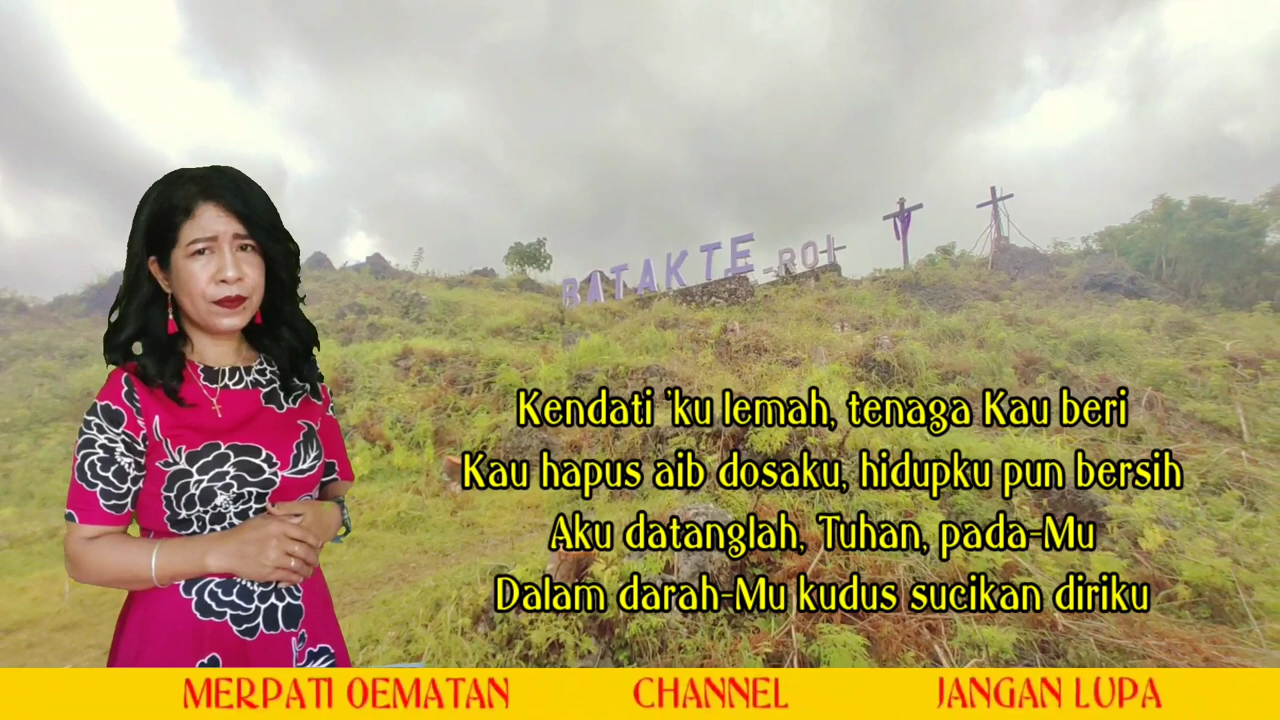 BATAKTE - ROI
Kendati 'ku lemah, tenaga Kau beri
Kau hapus aib dosaku, hidupku pun bersih
Aku datanglah, Tuhan, pada-Mu
Dalam darah-Mu kudus sucikan diriku
MERPATI OEMATAN CHANNEL JANGAN LUPA